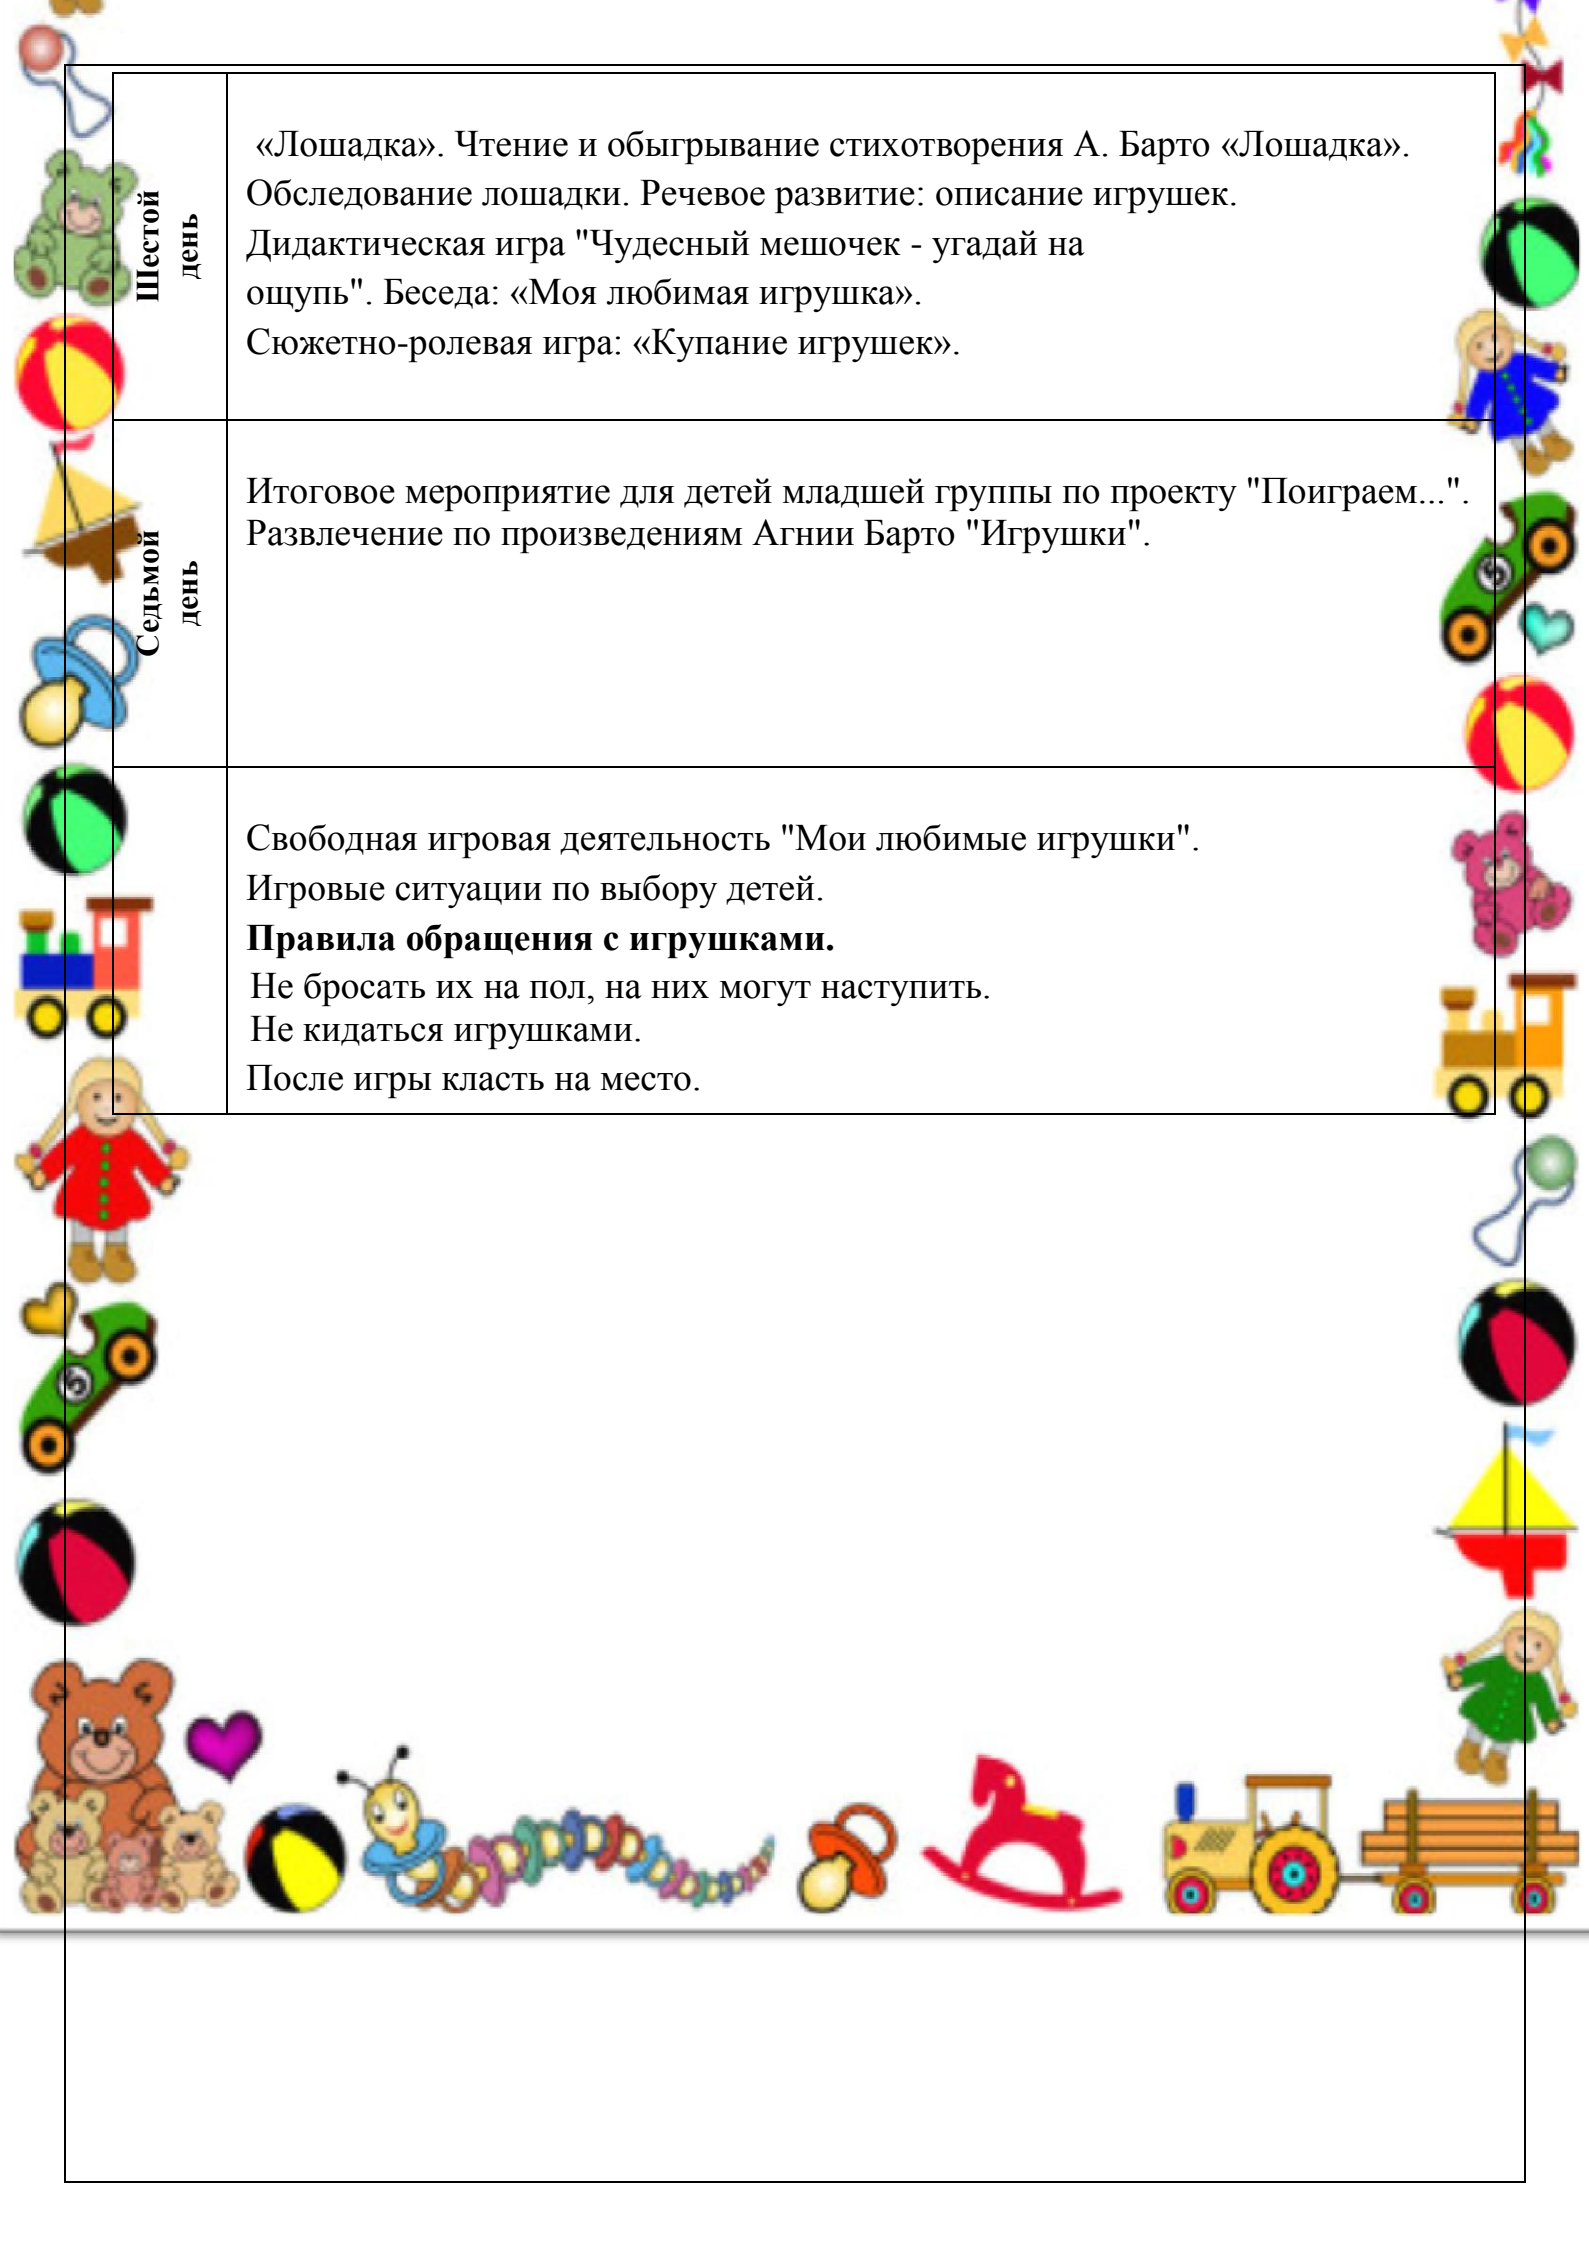 Шестой
день
«Лошадка». Чтение и обыгрывание стихотворения А. Барто «Лошадка».
Обследование лошадки. Речевое развитие: описание игрушек.
Дидактическая игра "Чудесный мешочек - угадай на
ощупь". Беседа: «Моя любимая игрушка».
Сюжетно-ролевая игра: «Купание игрушек».
Седьмой
день
Итоговое мероприятие для детей младшей группы по проекту "Поиграем...".
Развлечение по произведениям Агнии Барто "Игрушки".
Свободная игровая деятельность "Мои любимые игрушки".
Игровые ситуации по выбору детей.
Правила обращения с игрушками.
Не бросать их на пол, на них могут наступить.
Не кидаться игрушками.
После игры класть на место.